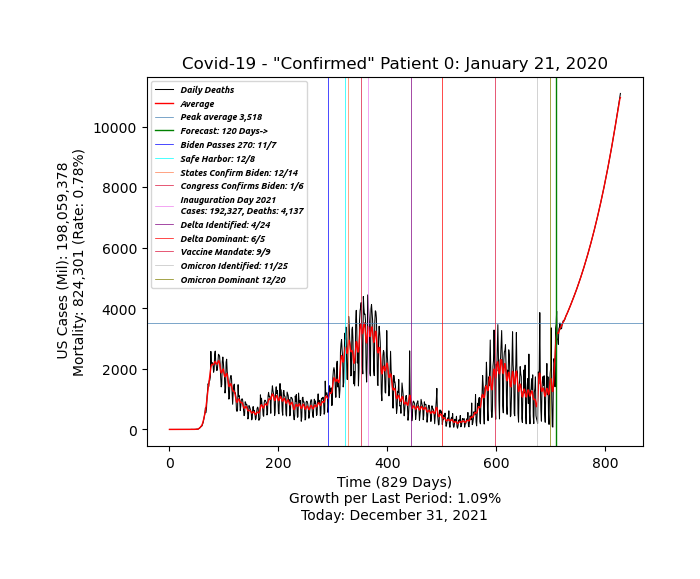 Covid-19 - "Confirmed" Patient 0: January 21, 2020
Daily Deaths
Average
Peak average 3,518
Forecast: 120 Days->
Biden Passes 270: 11/7
Safe Harbor: 12/8
States Confirm Biden: 12/14
Congress Confirms Biden: 1/6
Inauguration Day 2021
Cases: 192,327, Deaths: 4,137
Delta Identified: 4/24
Delta Dominant: 6/5
Vaccine Mandate: 9/9
Omicron Identified: 11/25
Omicron Dominant 12/20
10000
8000
6000
4000
2000
0
US Cases (Mil): 198,059,378
Mortality: 824,301 (Rate: 0.78%)
0 200 400 600 800
Time (829 Days)
Growth per Last Period: 1.09%
Today: December 31, 2021